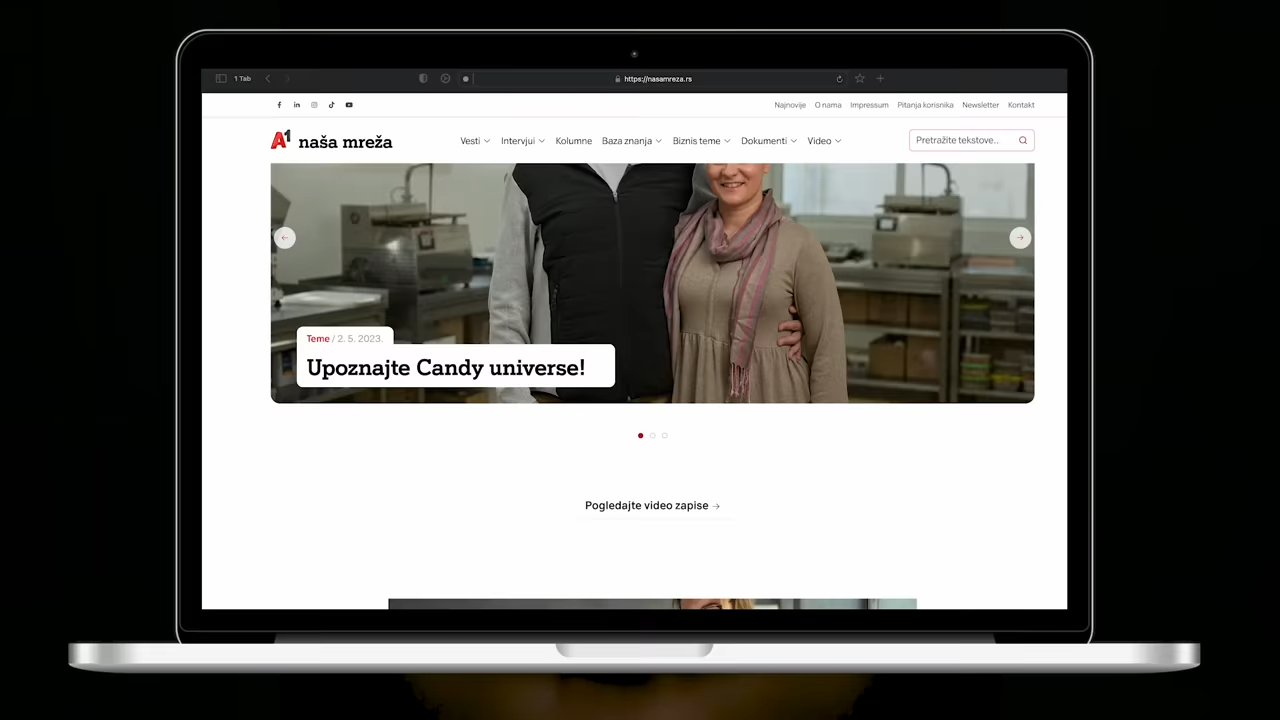 1 Tab
https://nasamreza.rs
Najnovije O nama Impressum Pitanja korisnika Newsletter Kontakt
A1 naša mreža Vesti Intervjui Kolumne Baza znanja Biznis teme Dokumenti Video Pretražite tekstove..
Teme / 2. 5. 2023.
Upoznajte Candy universe!
Pogledajte video zapise →